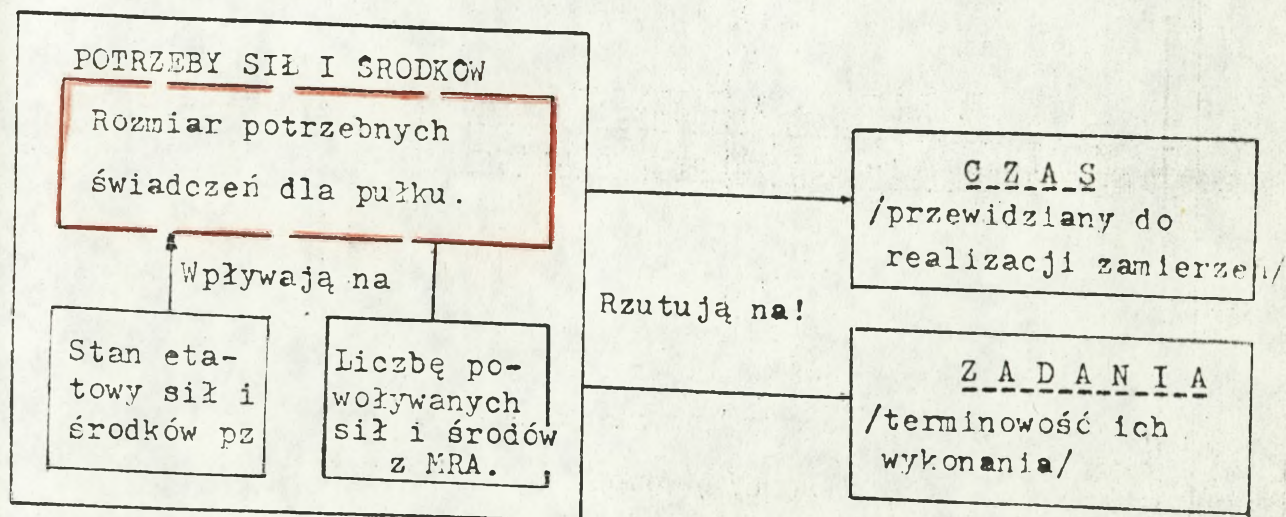 POTRZEBY SIŁ I SRODKOW
Rozmiar potrzebnych
świadczeń dla pułku.
Wpływają na
Stan eta-
towy sił i
środków pz
Liczbę po-
woływanych
sił i środów
z MRA.
Rzutują na!
C Z A S
/przewidziany do
realizacji zamierzeń/
Z A D A N I A
/terminowość ich
wykonania/